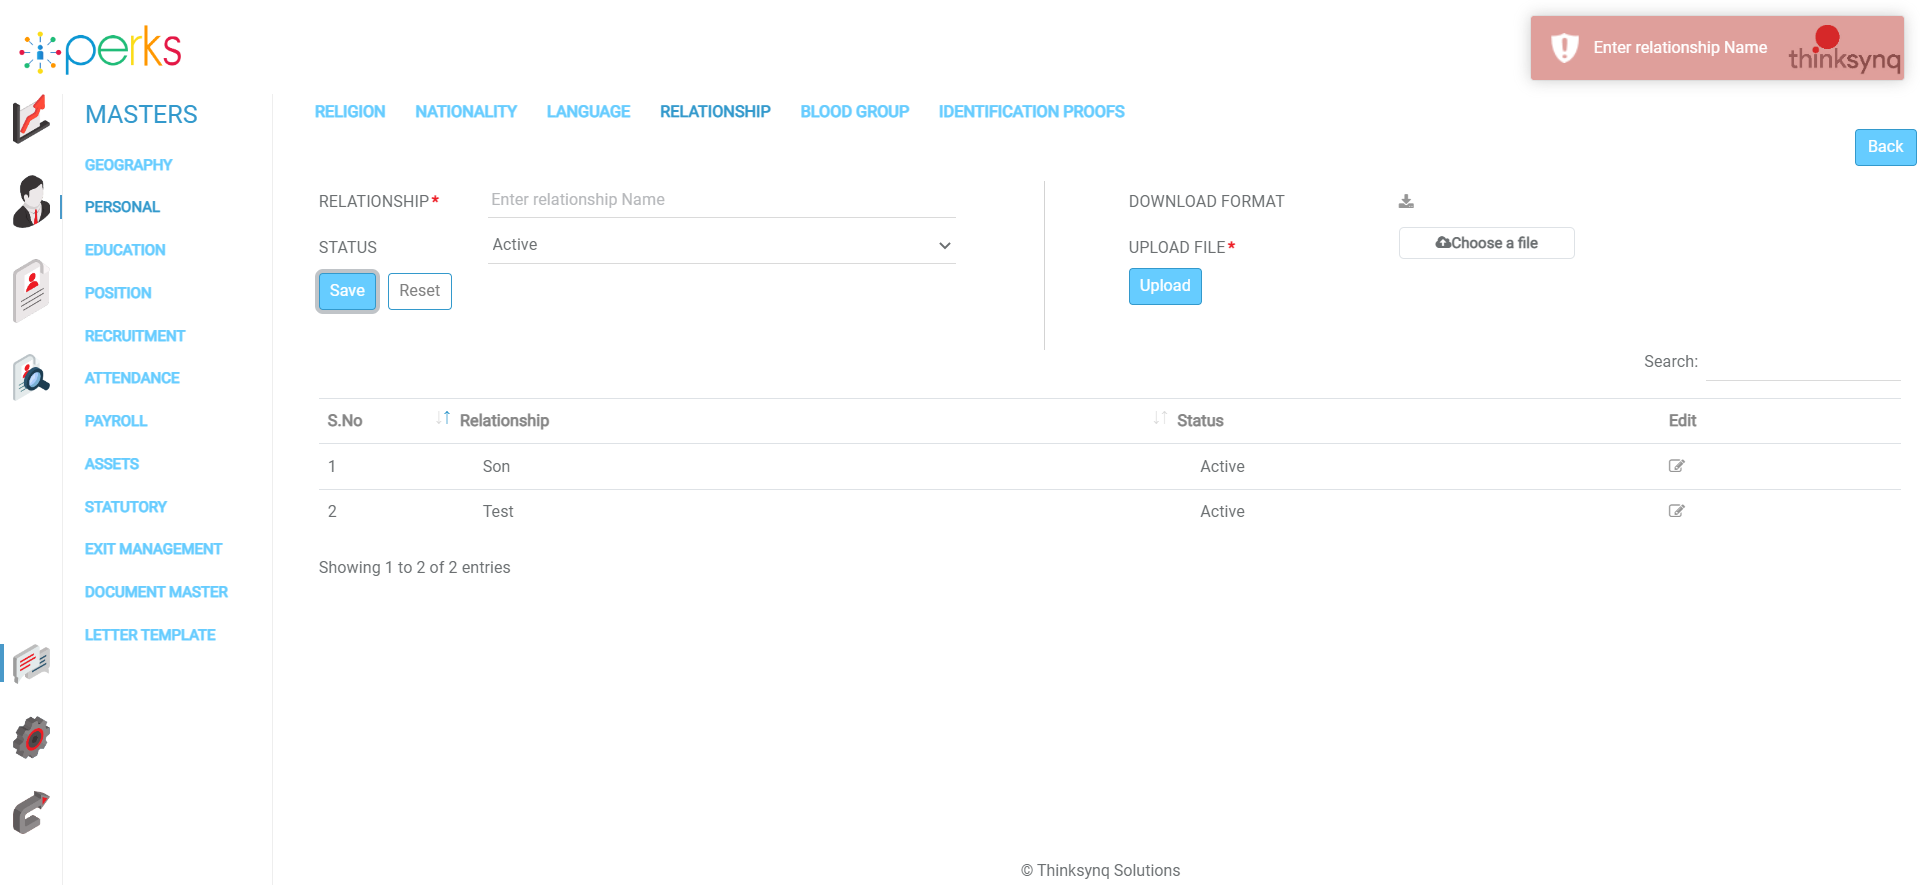 perks
Enter relationship Name
thinksynq
MASTERS
GEOGRAPHY
PERSONAL
EDUCATION
POSITION
RECRUITMENT
ATTENDANCE
PAYROLL
ASSETS
STATUTORY
EXIT MANAGEMENT
DOCUMENT MASTER
LETTER TEMPLATE
RELIGION NATIONALITY LANGUAGE RELATIONSHIP BLOOD GROUP IDENTIFICATION PROOFS
Back
RELATIONSHIP* Enter relationship Name
STATUS Active
Save Reset
DOWNLOAD FORMAT
UPLOAD FILE* Choose a file
Upload
Search:
S.No Relationship Status Edit
1 Son Active
2 Test Active
Showing 1 to 2 of 2 entries
© Thinksynq Solutions